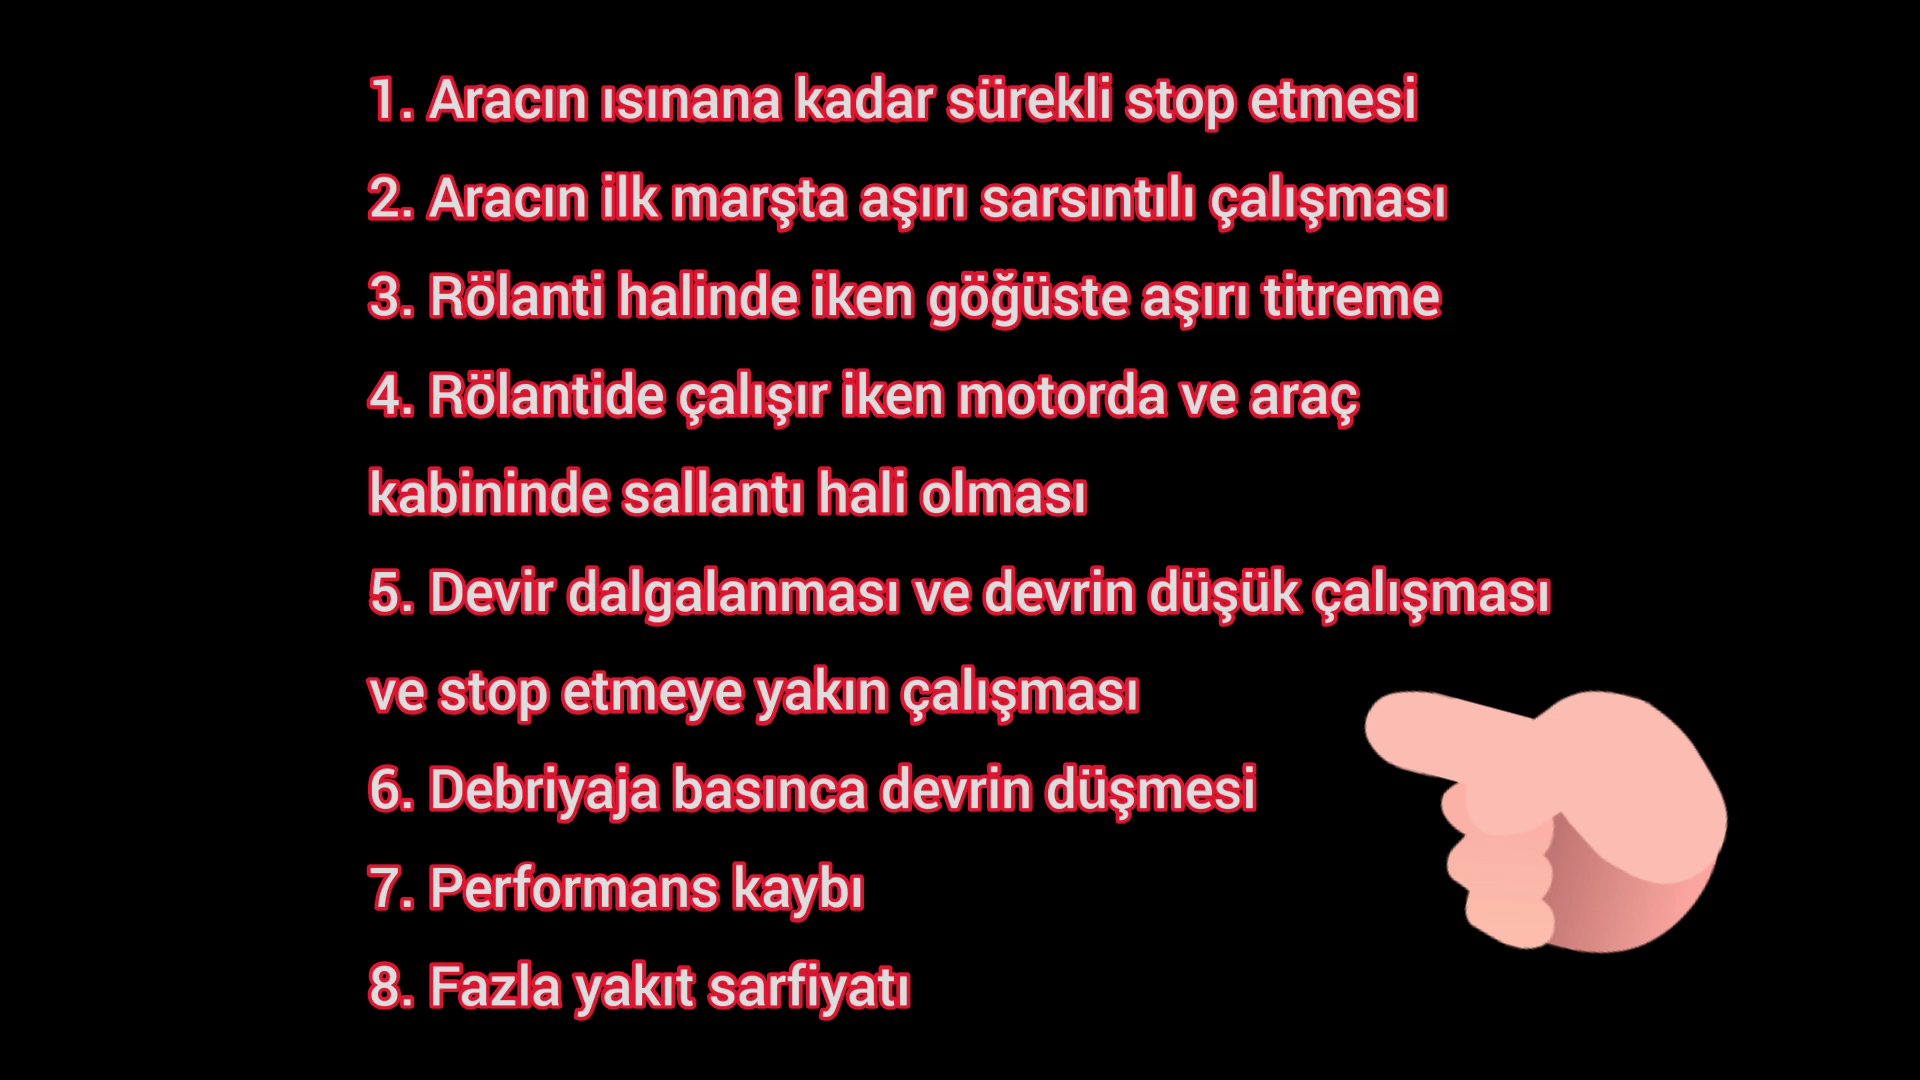 1. Aracın ısınana kadar sürekli stop etmesi
2. Aracın ilk marşta aşırı sarsıntılı çalışması
3. Rölanti halinde iken göğüste aşırı titreme
4. Rölantide çalışır iken motorda ve araç
kabininde sallantı hali olması
5. Devir dalgalanması ve devrin düşük çalışması
ve stop etmeye yakın çalışması
6. Debriyaja basınca devrin düşmesi
7. Performans kaybı
8. Fazla yakıt sarfiyatı